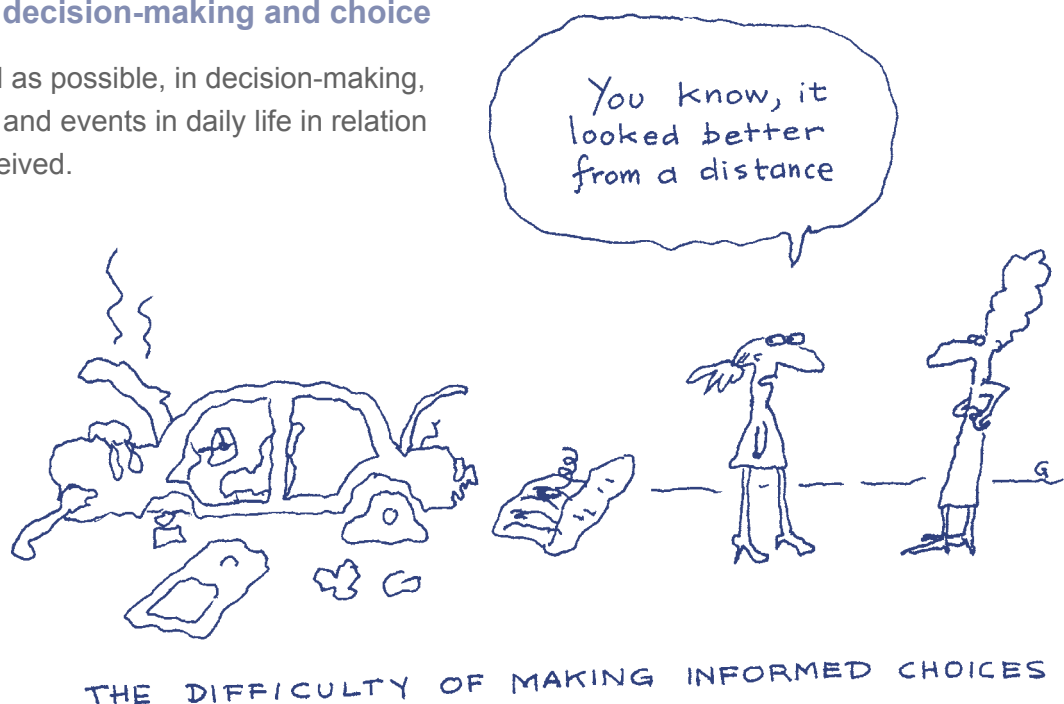 decision-making and choice
as possible, in decision-making,
and events in daily life in relation
You know, it
looked better
from a distance
G
THE DIFFICULTY OF MAKING INFORMED CHOICES